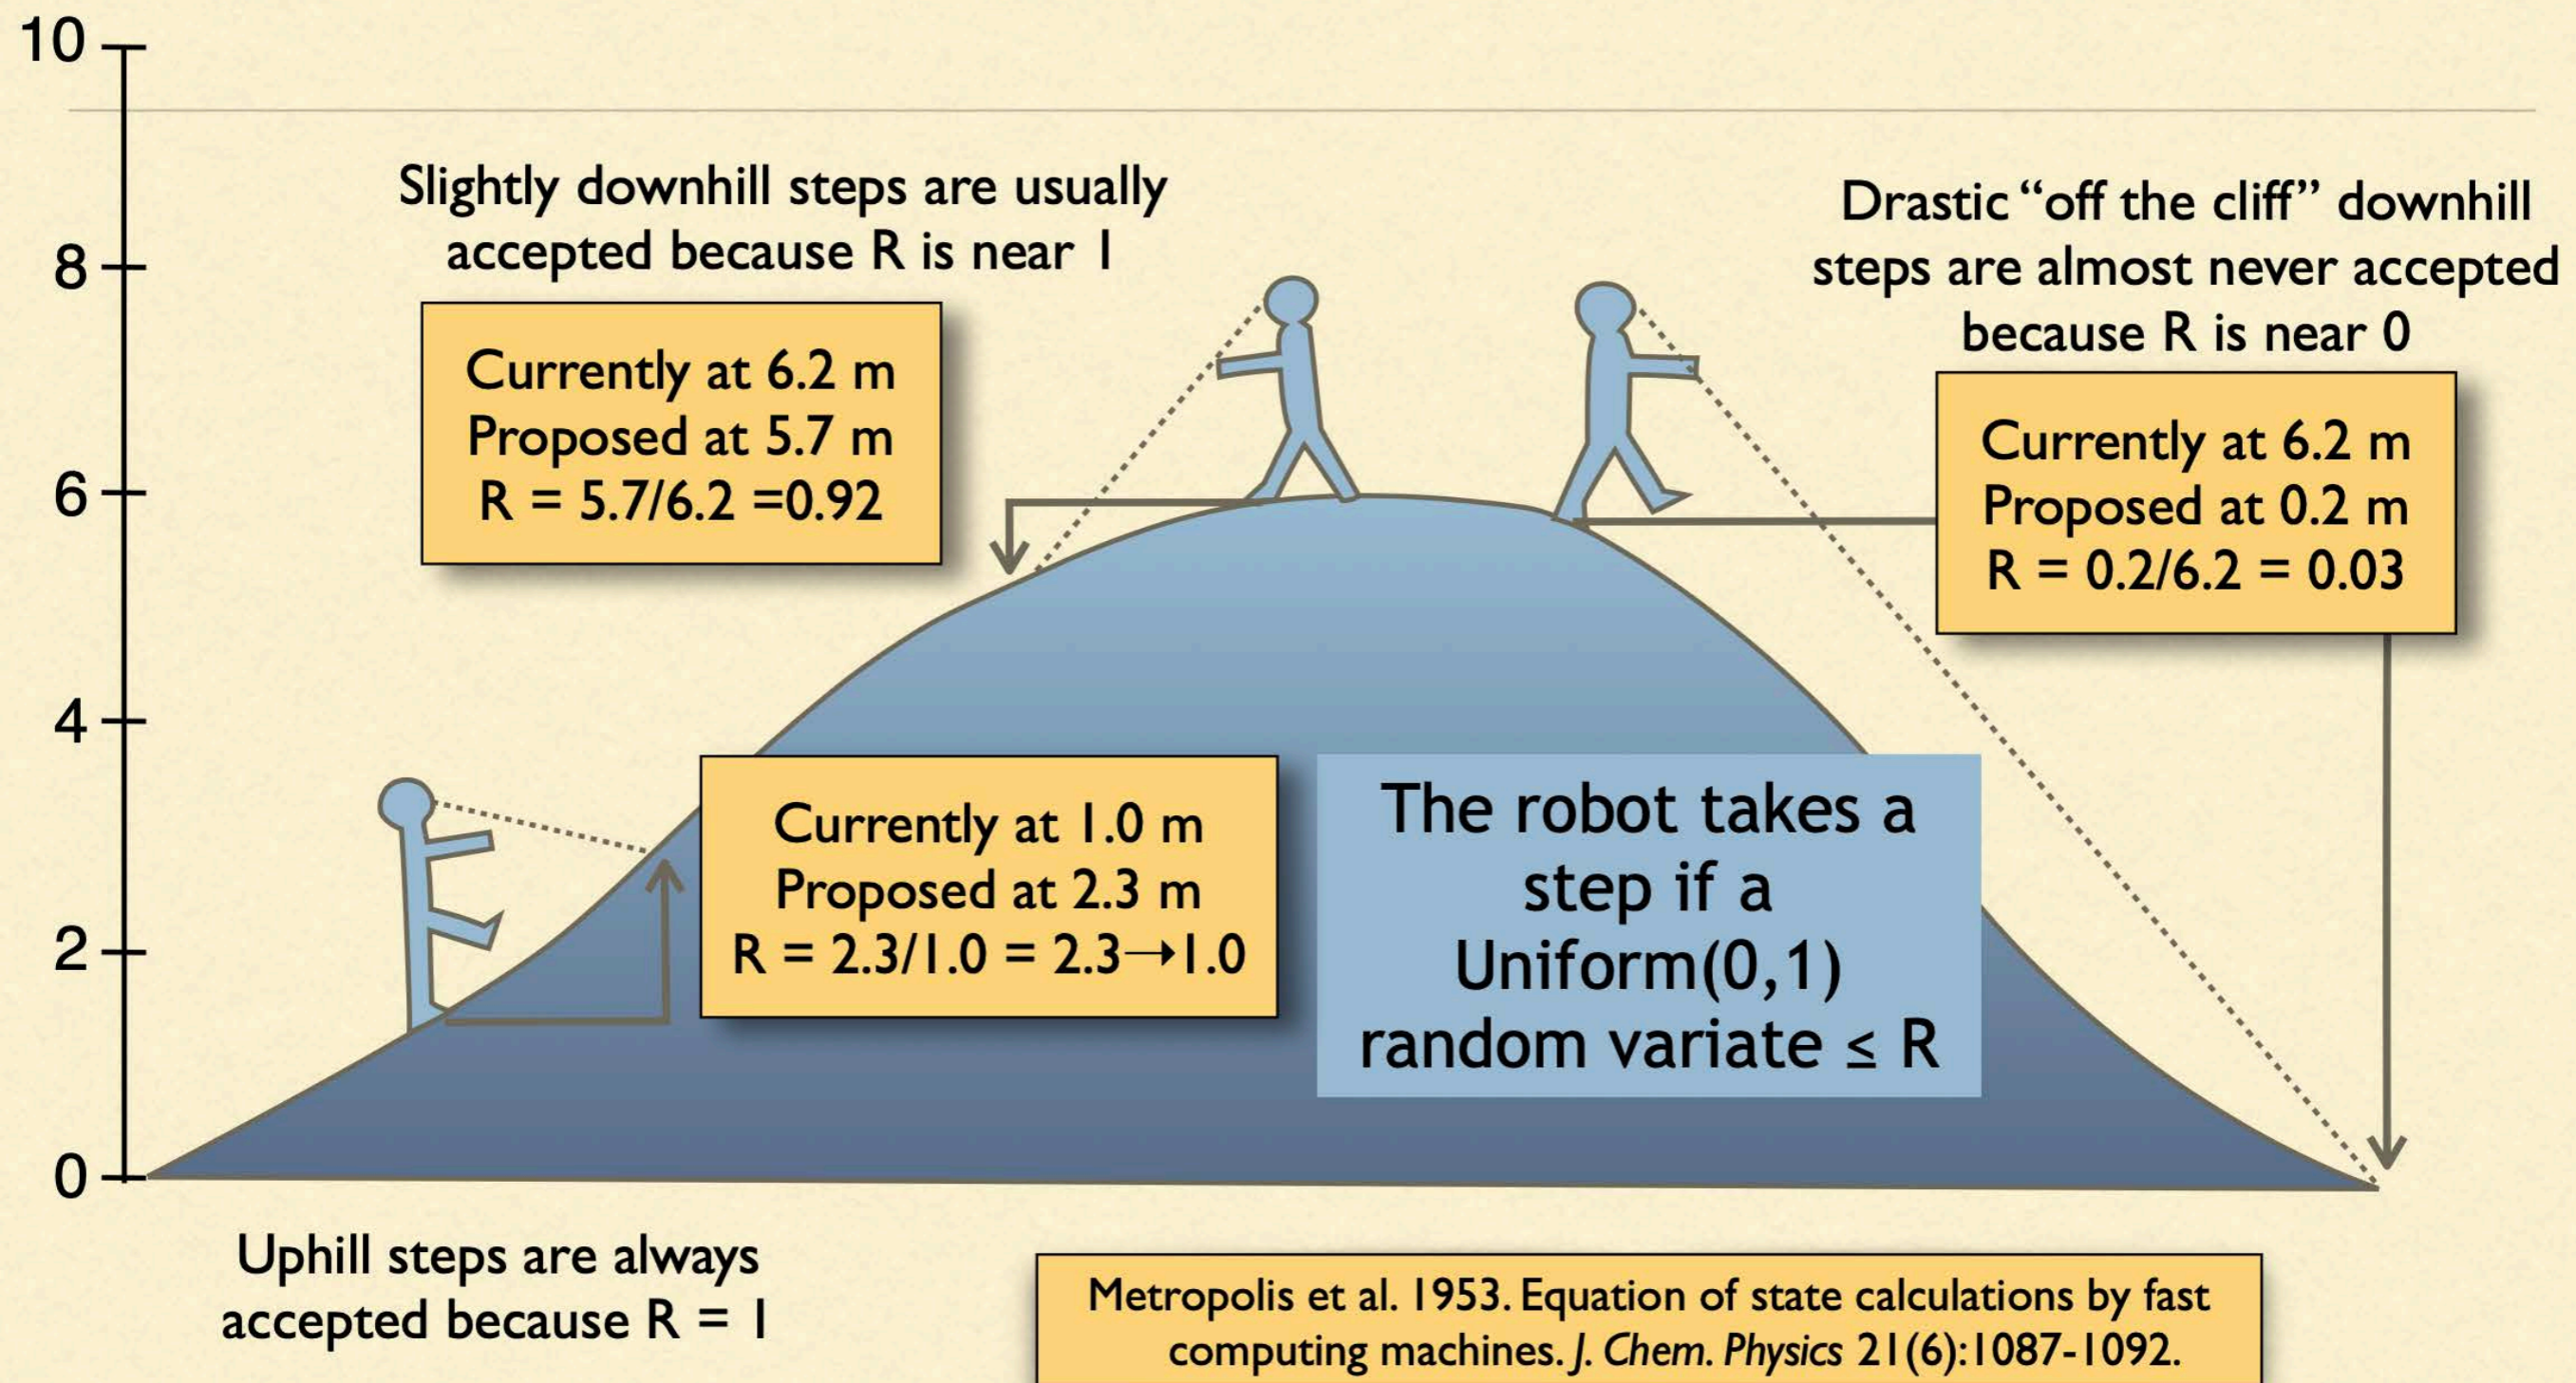 10
8
6
4
2
0
Slightly downhill steps are usually
accepted because R is near 1
Currently at 6.2 m
Proposed at 5.7 m
R = 5.7/6.2 =0.92
Drastic “off the cliff” downhill
steps are almost never accepted
because R is near 0
Currently at 6.2 m
Proposed at 0.2 m
R = 0.2/6.2 = 0.03
Currently at 1.0 m
Proposed at 2.3 m
R = 2.3/1.0 = 2.3→1.0
The robot takes a
step if a
Uniform(0,1)
random variate ≤ R
Uphill steps are always
accepted because R = 1
Metropolis et al. 1953. Equation of state calculations by fast
computing machines. J. Chem. Physics 21(6):1087-1092.